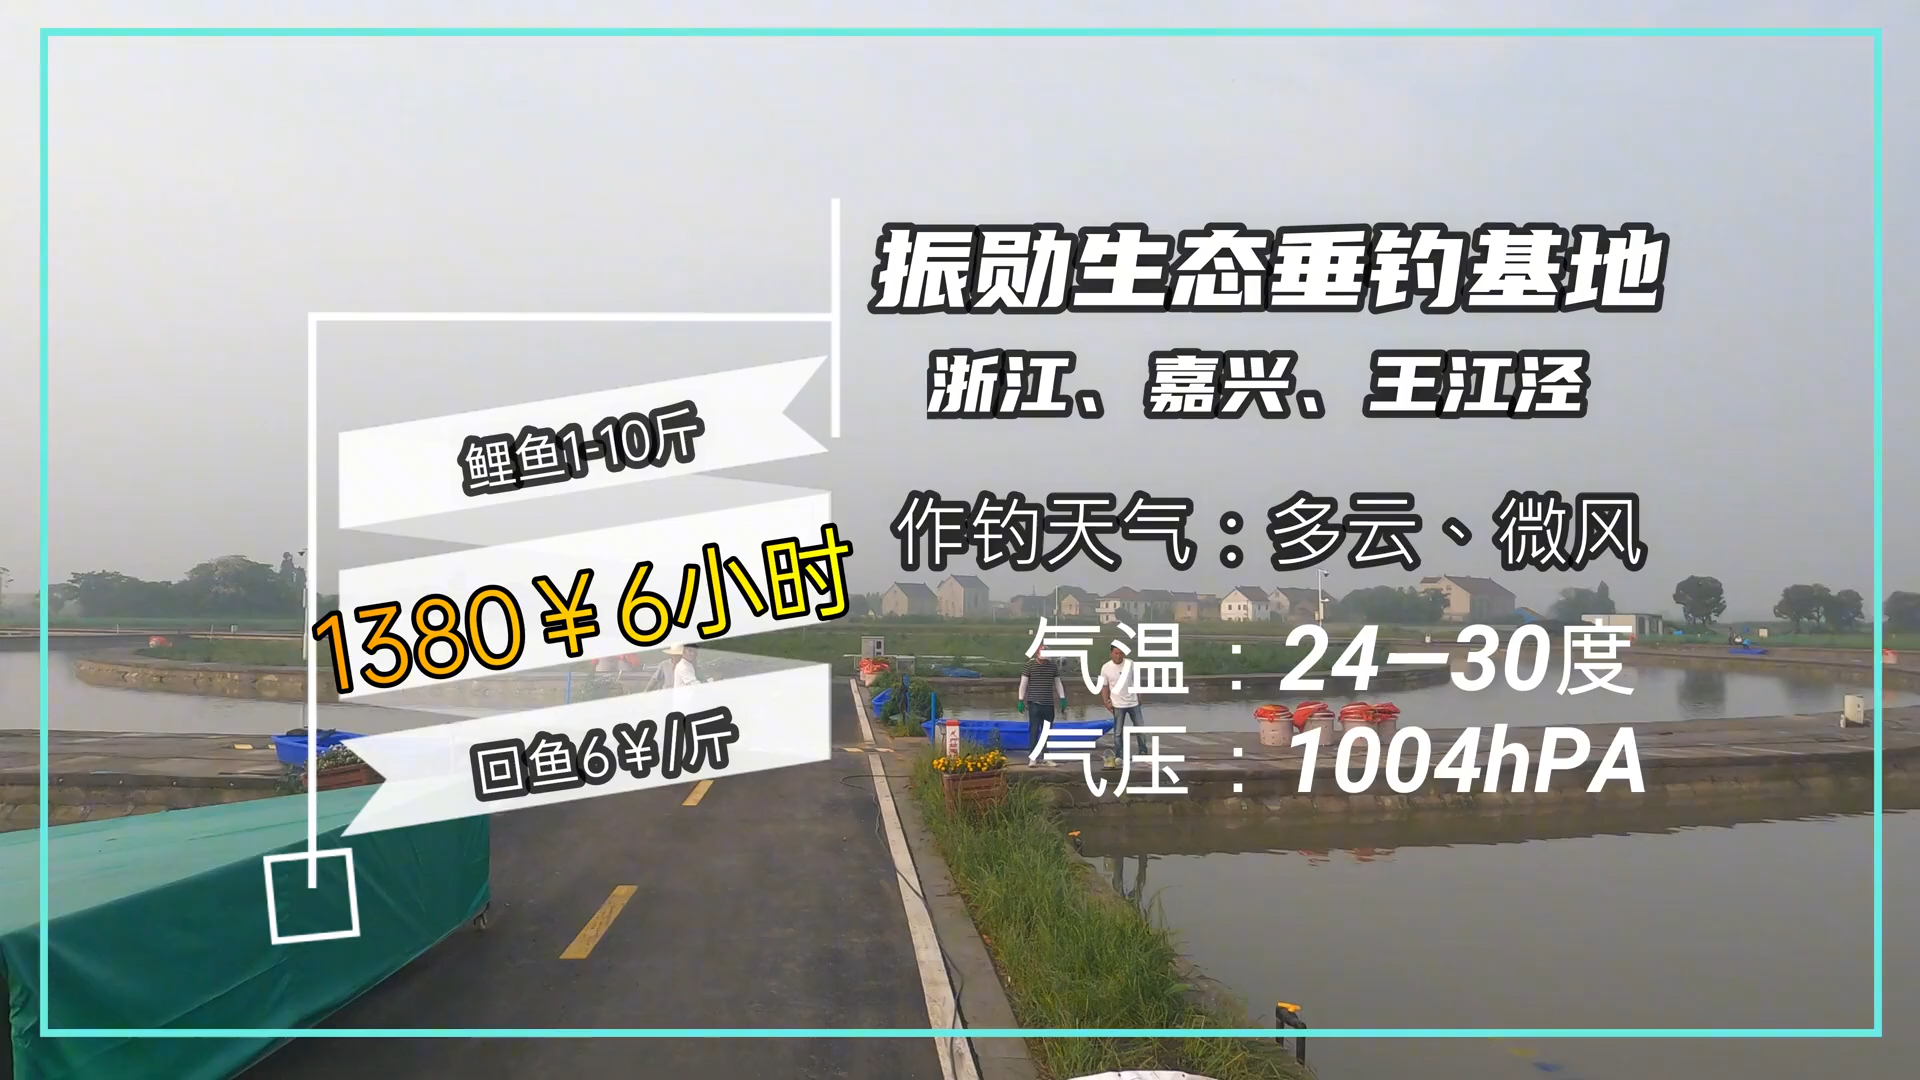 振勋生态垂钓基地
浙江、嘉兴、王江泾
鲤鱼1-10斤
1380￥6小时
回鱼6￥/斤
作钓天气：多云、微风
气温：24—30度
气压：1004hPA